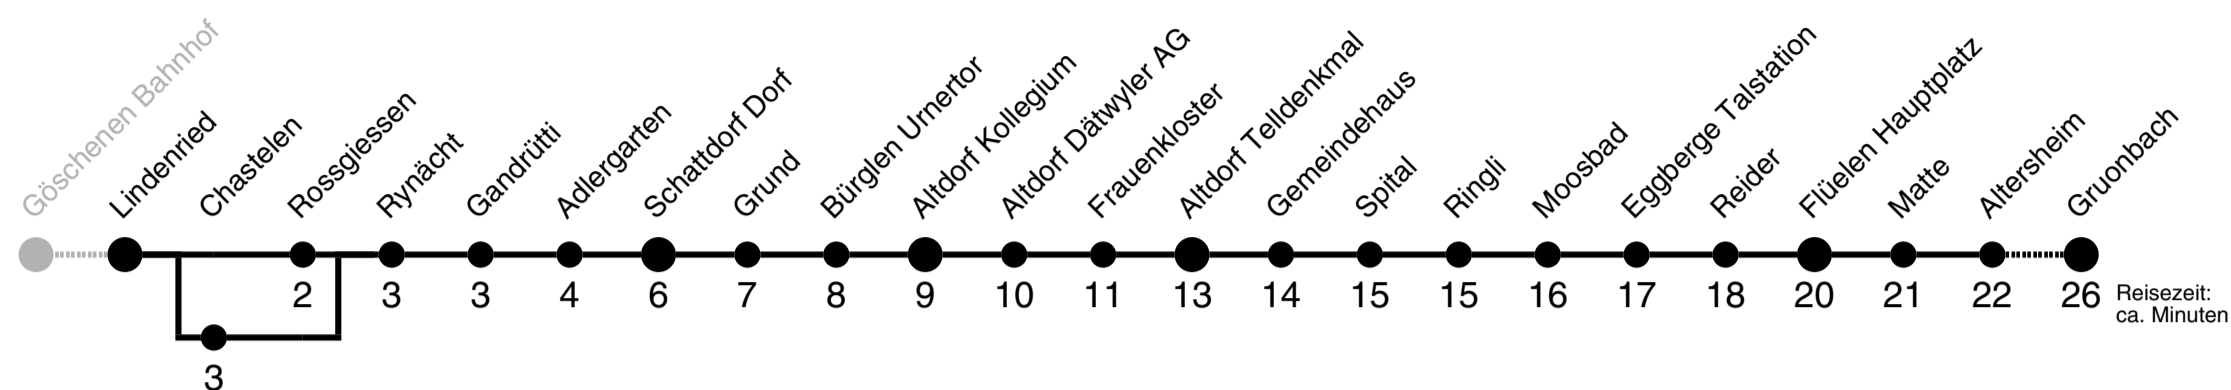 Göschenen Bahnhof
Lindenried
Chastelen
Rossgiessen
Rynächt
Gandrütti
Adlergarten
Schattdorf Dorf
Grund
Bürglen Urnertor
Altdorf Kollegium
Altdorf Dätwyler AG
Frauenkloster
Altdorf Telldenkmal
Gemeindehaus
Spital
Ringli
Moosbad
Eggberge Talstation
Reider
Flüelen Hauptplatz
Matte
Altersheim
Gruonbach
2 3 3 4 6 7 8 9 10 11 13 14 15 15 16 17 18 20 21 22 26 Reisezeit:
ca. Minuten
3